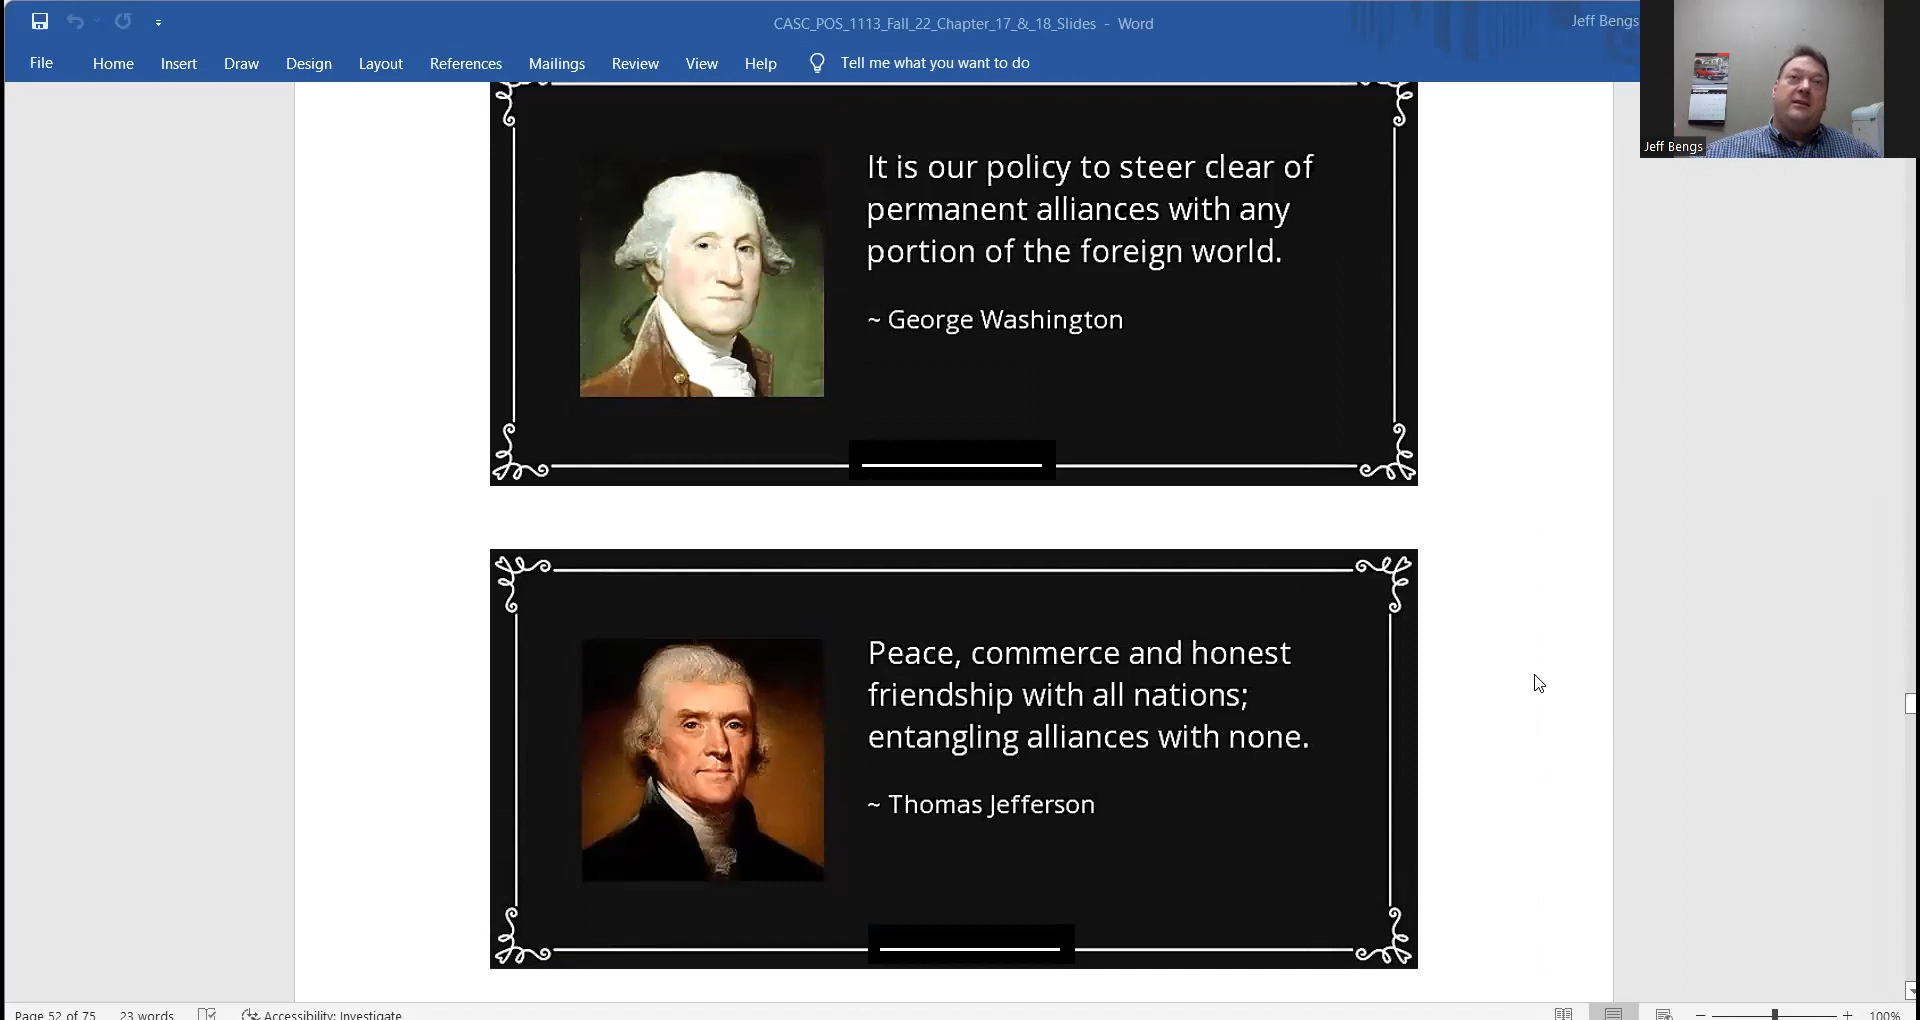 CASC_POS_1113_Fall_22_Chapter_17_&_18_Slides - Word
Jeff Bengs
File Home Insert Draw Design Layout References Mailings Review View Help Tell me what you want to do
Jeff Bengs
It is our policy to steer clear of
permanent alliances with any
portion of the foreign world.
~ George Washington
Peace, commerce and honest
friendship with all nations;
entangling alliances with none.
~ Thomas Jefferson
Page 52 of 75 23 words Accessibility: Investigate 100%